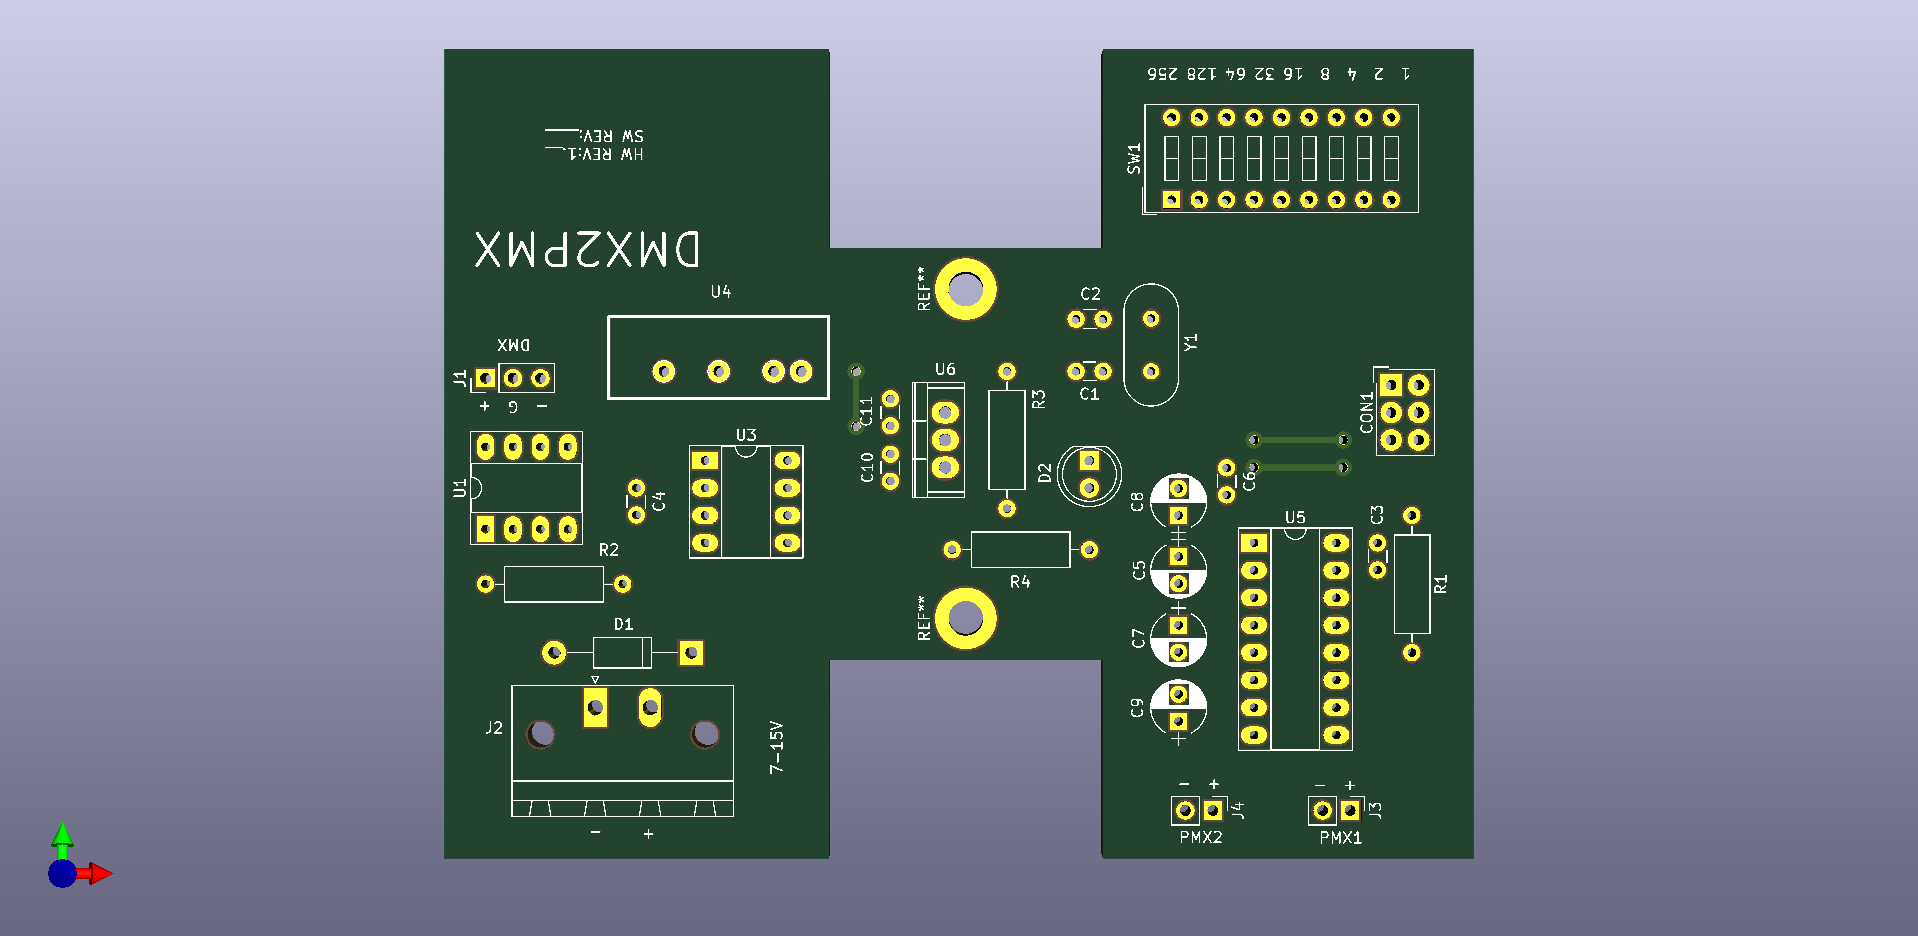 256 128 64 32 16 8 4 2 1
SW REV:
HW REV:1
SW1
DMX2PMX
U4
REF**
C2
Y1
DMX
J1
+ G -
U6
R3
C1
C11
CON1
U3
U1
C4
C10
D2
C6
C8
C3
U5
R2
R4
C5
R1
D1
REF**
+
C7
J2
7-15V
C9
+
- +
- +
J4
J3
PMX2
PMX1
- +